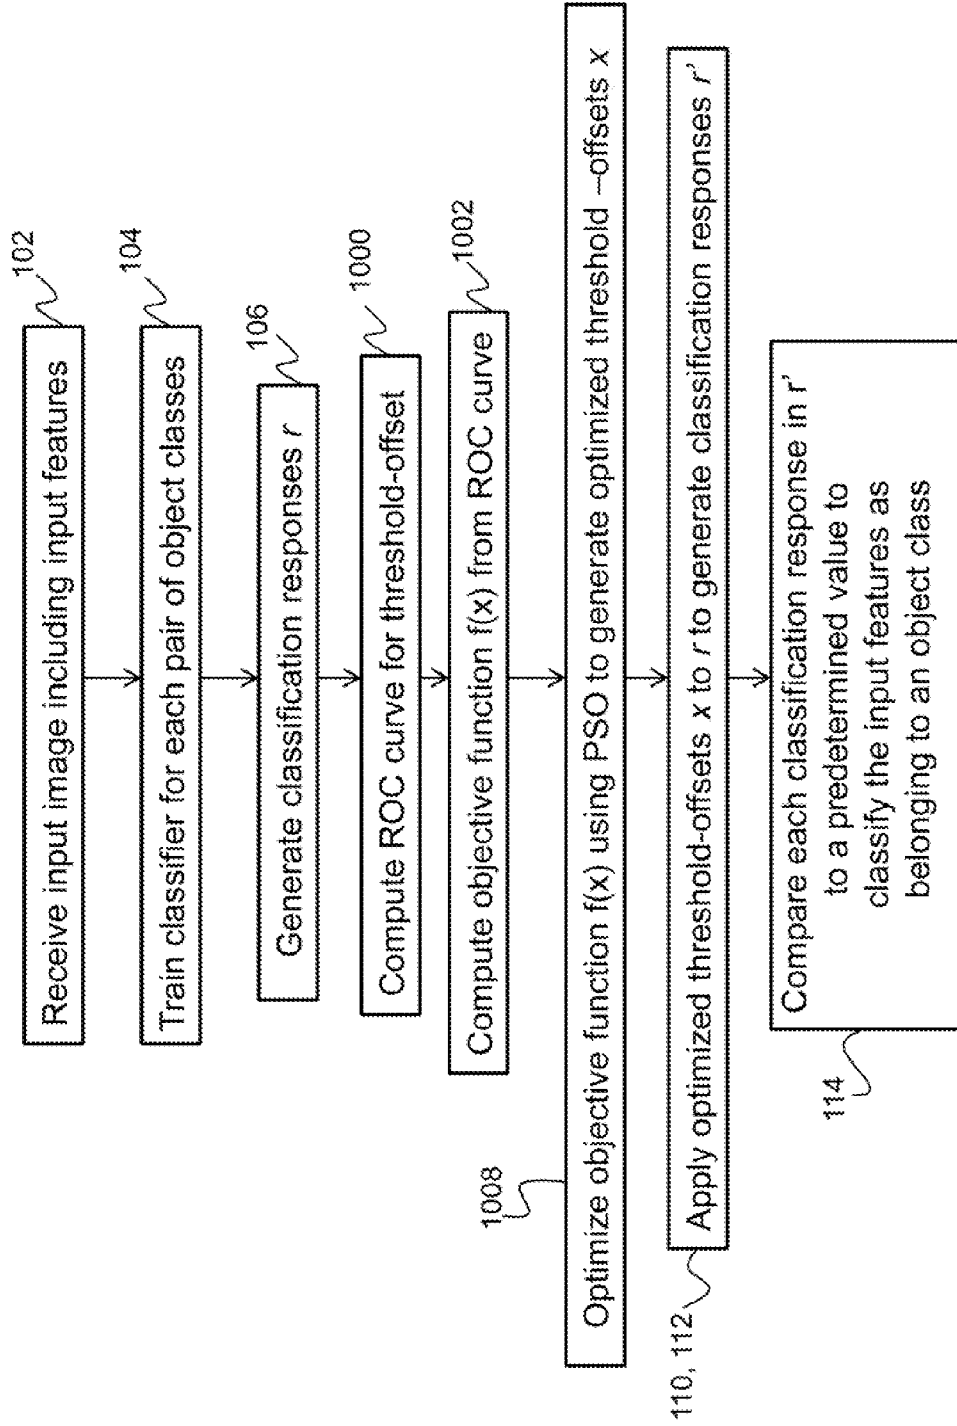 Receive input image including input features
102
Train classifier for each pair of object classes
104
Generate classification responses r
106
Compute ROC curve for threshold-offset
1000
Compute objective function f(x) from ROC curve
1002
Optimize objective function f(x) using PSO to generate optimized threshold –offsets x
1008
Apply optimized threshold-offsets x to r to generate classification responses r'
110, 112
Compare each classification response in r'
to a predetermined value to
classify the input features as
belonging to an object class
114